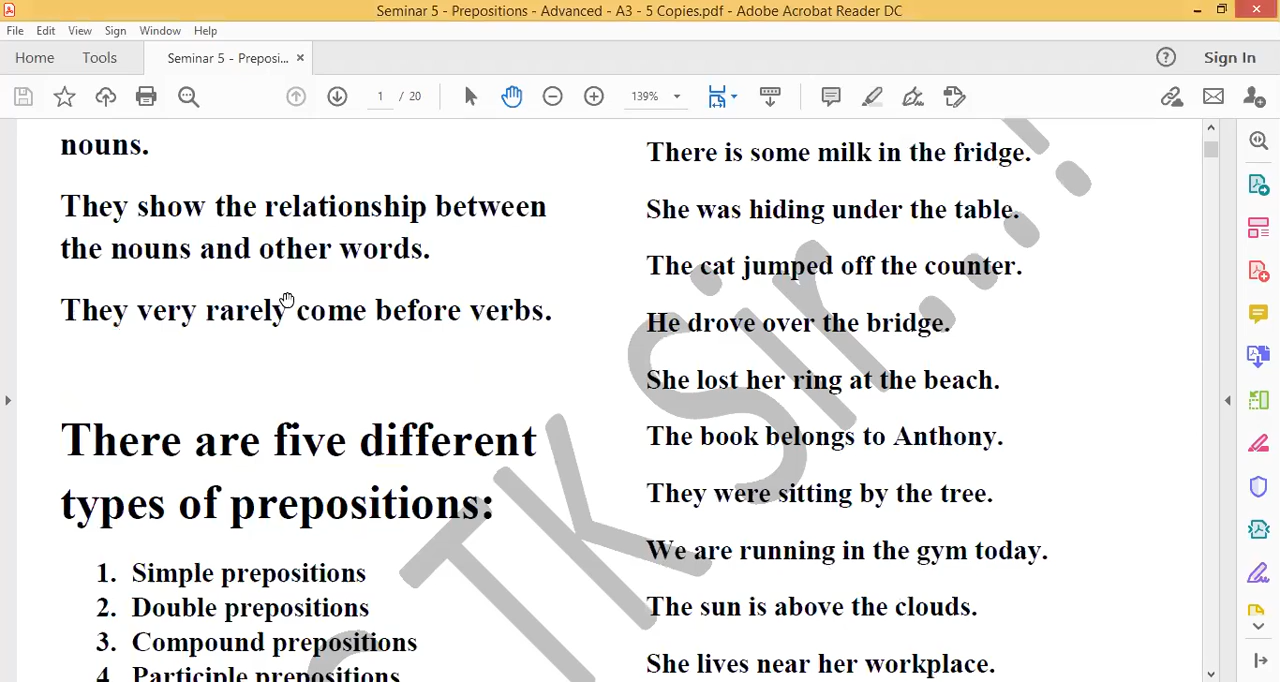 Seminar 5 - Prepositions - Advanced - A3 - 5 Copies.pdf - Adobe Acrobat Reader DC
File Edit View Sign Window Help
Home Tools Seminar 5 - Preposi... Sign In
1 / 20 139%
nouns.
They show the relationship between
the nouns and other words.
They very rarely come before verbs.
There are five different
types of prepositions:
1. Simple prepositions
2. Double prepositions
3. Compound prepositions
4. Participle prepositions
There is some milk in the fridge.
She was hiding under the table.
The cat jumped off the counter.
He drove over the bridge.
She lost her ring at the beach.
The book belongs to Anthony.
They were sitting by the tree.
We are running in the gym today.
The sun is above the clouds.
She lives near her workplace.
TK Sir...!